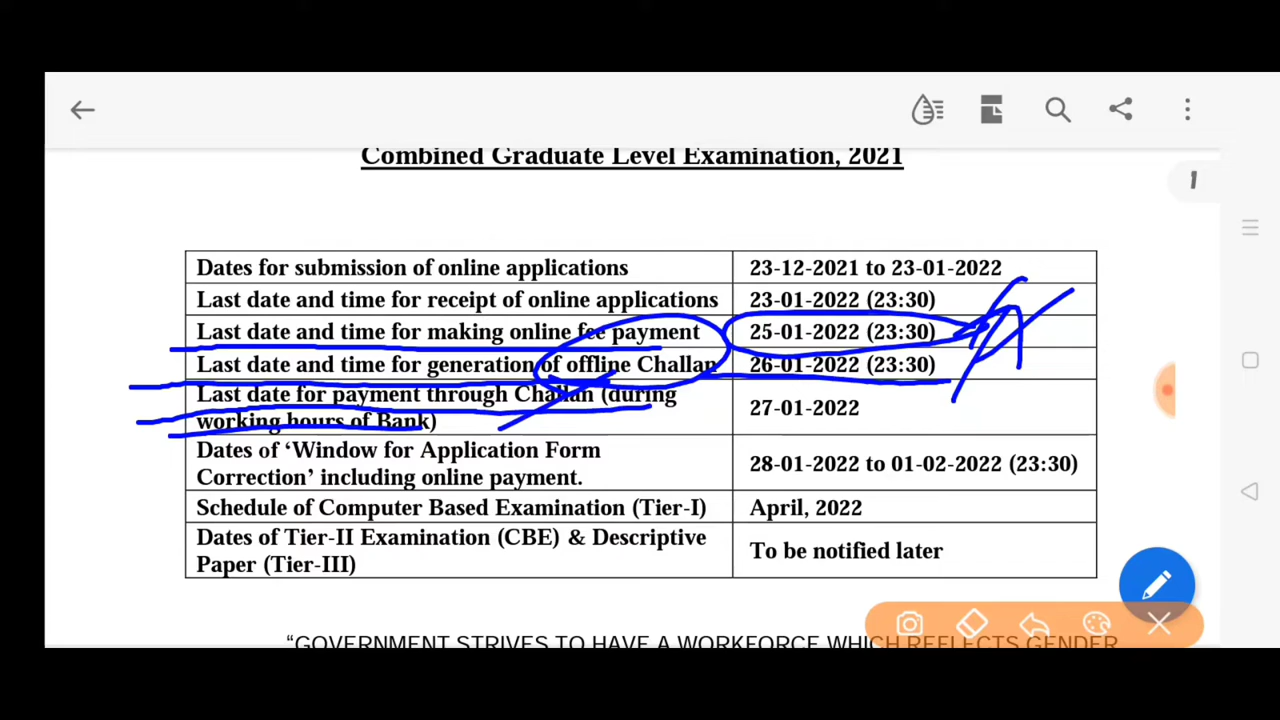 Combined Graduate Level Examination, 2021
1
Dates for submission of online applications 23-12-2021 to 23-01-2022
Last date and time for receipt of online applications 23-01-2022 (23:30)
Last date and time for making online fee payment 25-01-2022 (23:30)
Last date and time for generation of offline Challan 26-01-2022 (23:30)
Last date for payment through Challan (during
working hours of Bank) 27-01-2022
Dates of ‘Window for Application Form
Correction’ including online payment. 28-01-2022 to 01-02-2022 (23:30)
Schedule of Computer Based Examination (Tier-I) April, 2022
Dates of Tier-II Examination (CBE) & Descriptive
Paper (Tier-III) To be notified later
“GOVERNMENT STRIVES TO HAVE A WORKFORCE WHICH REFLECTS GENDER